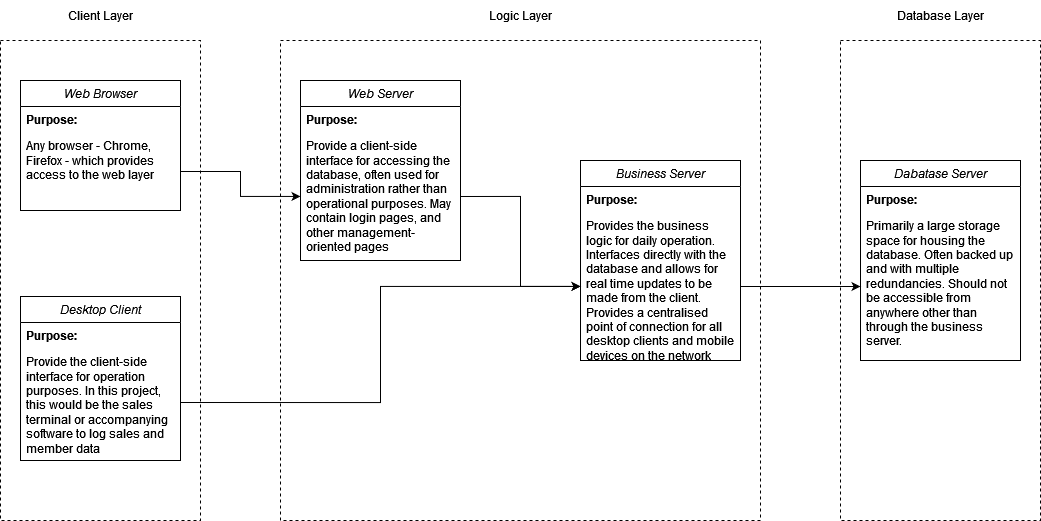 Client Layer
Logic Layer
Database Layer
Web Browser
Purpose:
Any browser - Chrome,
Firefox - which provides
access to the web layer
Desktop Client
Purpose:
Provide the client-side
interface for operation
purposes. In this project,
this would be the sales
terminal or accompanying
software to log sales and
member data
Web Server
Purpose:
Provide a client-side
interface for accessing the
database, often used for
administration rather than
operational purposes. May
contain login pages, and
other management-
oriented pages
Business Server
Purpose:
Provides the business
logic for daily operation.
Interfaces directly with the
database and allows for
real time updates to be
made from the client.
Provides a centralised
point of connection for all
desktop clients and mobile
devices on the network
Dabatase Server
Purpose:
Primarily a large storage
space for housing the
database. Often backed up
and with multiple
redundancies. Should not
be accessible from
anywhere other than
through the business
server.